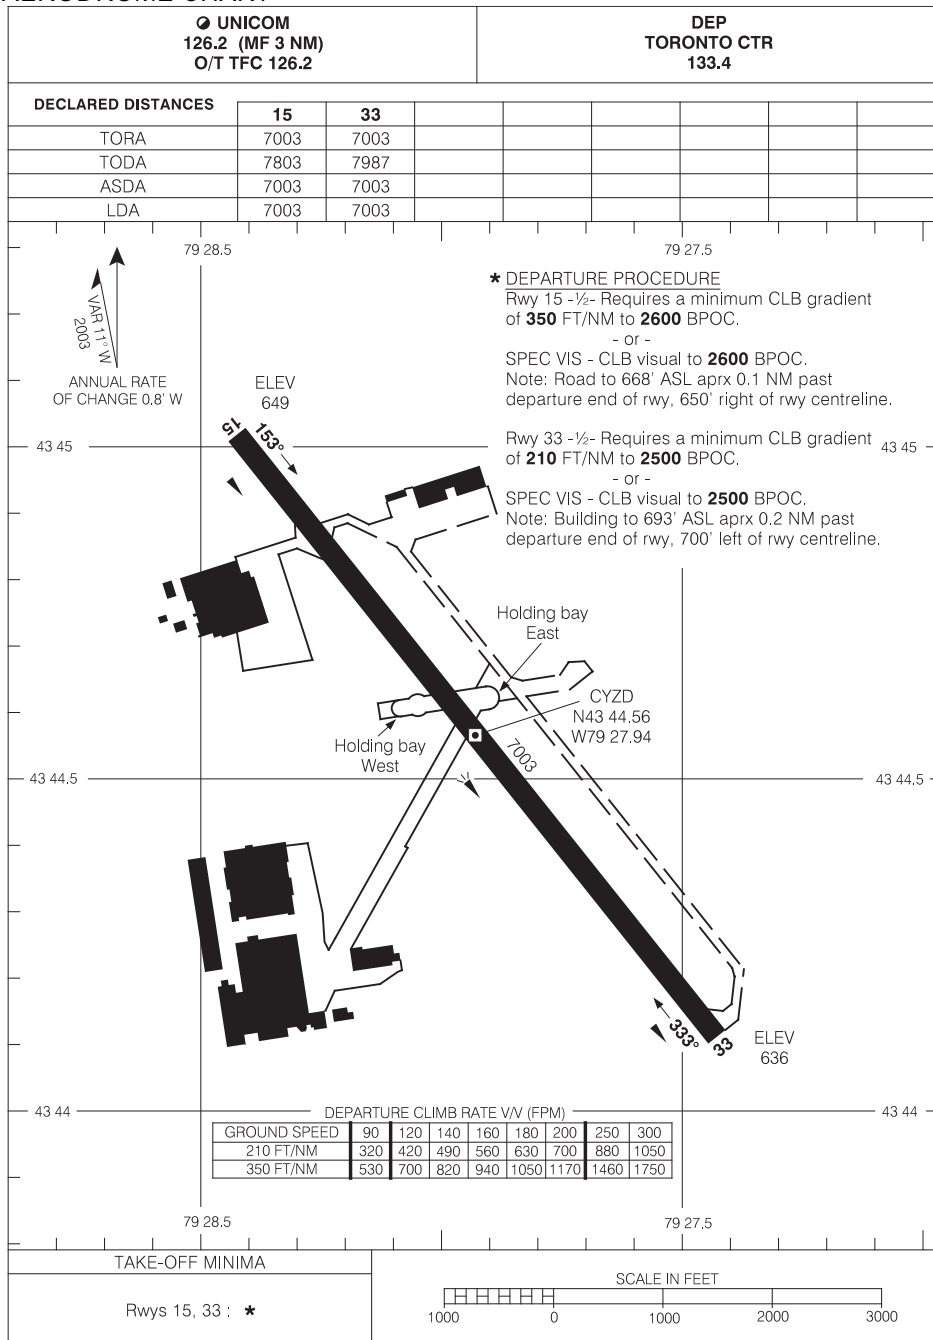 UNICOM
126.2 (MF 3 NM)
O/T TFC 126.2
DEP
TORONTO CTR
133.4
DECLARED DISTANCES
15 33
TORA 7003 7003
TODA 7803 7987
ASDA 7003 7003
LDA 7003 7003
79 28.5 79 27.5
VAR 11° W
2003
ANNUAL RATE
OF CHANGE 0.8' W
* DEPARTURE PROCEDURE
Rwy 15 -½- Requires a minimum CLB gradient
of 350 FT/NM to 2600 BPOC.
- or -
SPEC VIS - CLB visual to 2600 BPOC.
Note: Road to 668' ASL aprx 0.1 NM past
departure end of rwy, 650' right of rwy centreline.
Rwy 33 -½- Requires a minimum CLB gradient
of 210 FT/NM to 2500 BPOC.
- or -
SPEC VIS - CLB visual to 2500 BPOC.
Note: Building to 693' ASL aprx 0.2 NM past
departure end of rwy, 700' left of rwy centreline.
ELEV
649
15
153°
43 45 43 45
Holding bay
East
CYZD
N43 44.56
W79 27.94
Holding bay
West
7003
43 44.5 43 44.5
333°
33
ELEV
636
43 44 43 44
DEPARTURE CLIMB RATE V/V (FPM)
GROUND SPEED 90 120 140 160 180 200 250 300
210 FT/NM 320 420 490 560 630 700 880 1050
350 FT/NM 530 700 820 940 1050 1170 1460 1750
79 28.5 79 27.5
TAKE-OFF MINIMA
Rwys 15, 33 : *
SCALE IN FEET
1000 0 1000 2000 3000